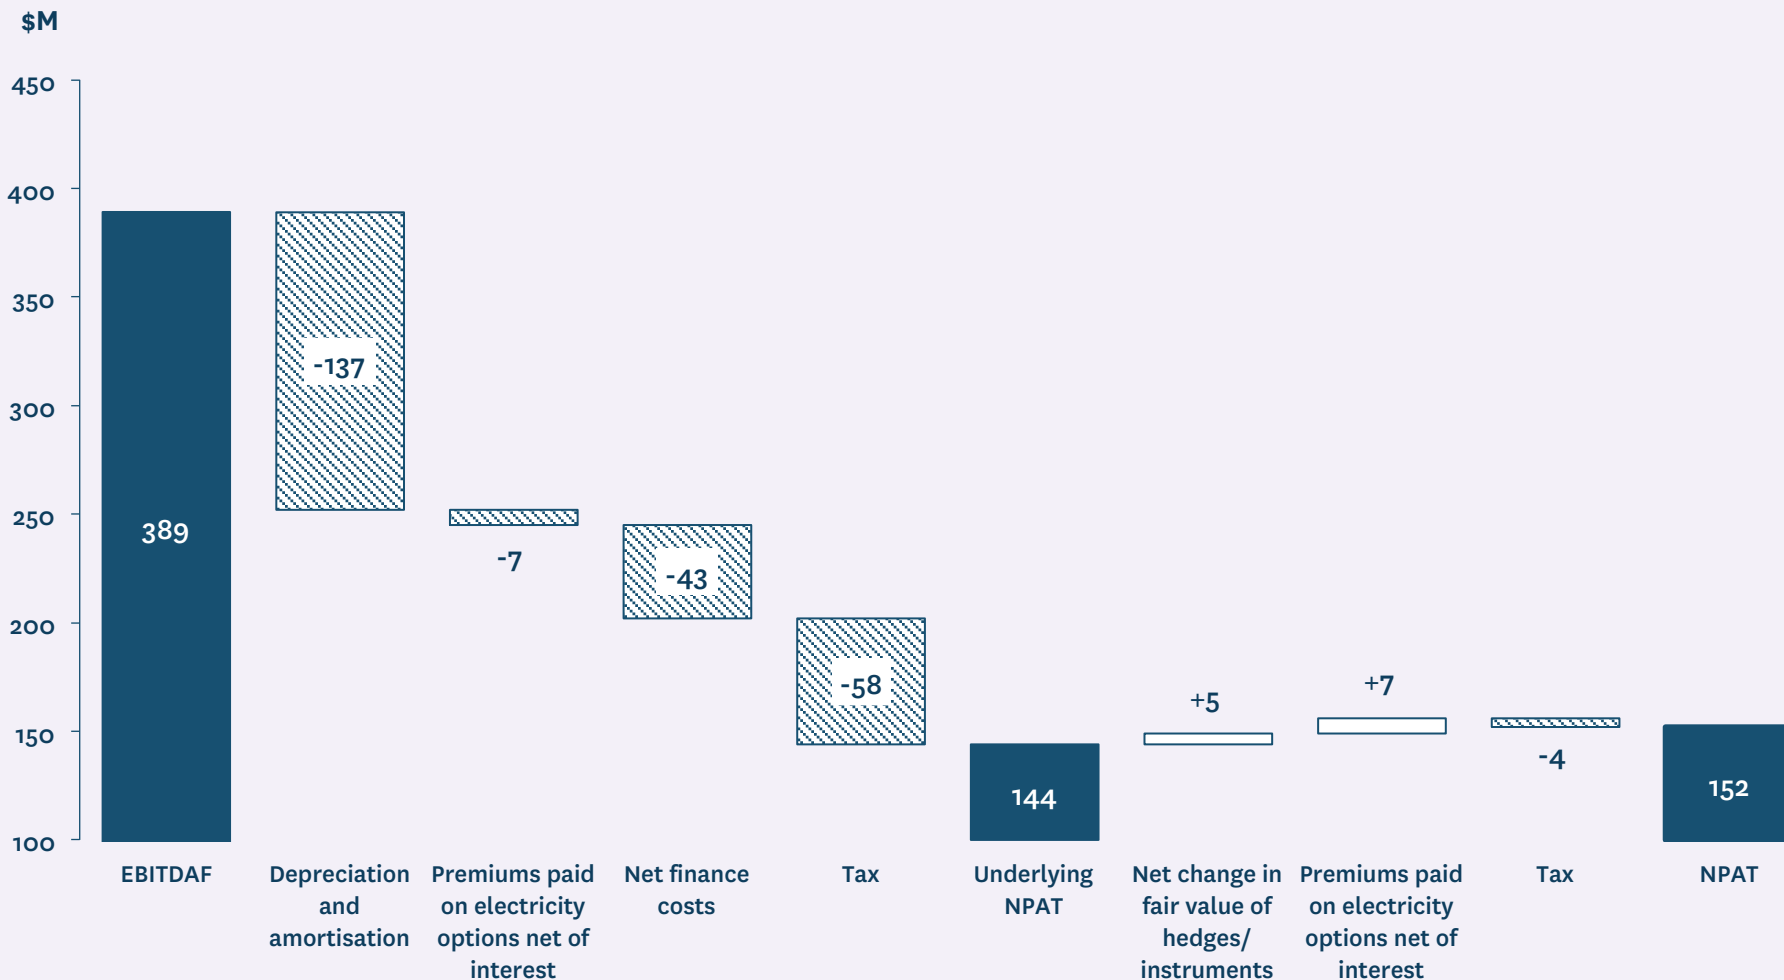 $M
450
400
350
300
250
200
150
100
389
-137
-7
-43
-58
144
+5
+7
-4
152
EBITDAF
Depreciation
and
amortisation
Premiums paid
on electricity
options net of
interest
Net finance
costs
Tax
Underlying
NPAT
Net change in
fair value of
hedges/
instruments
Premiums paid
on electricity
options net of
interest
Tax
NPAT